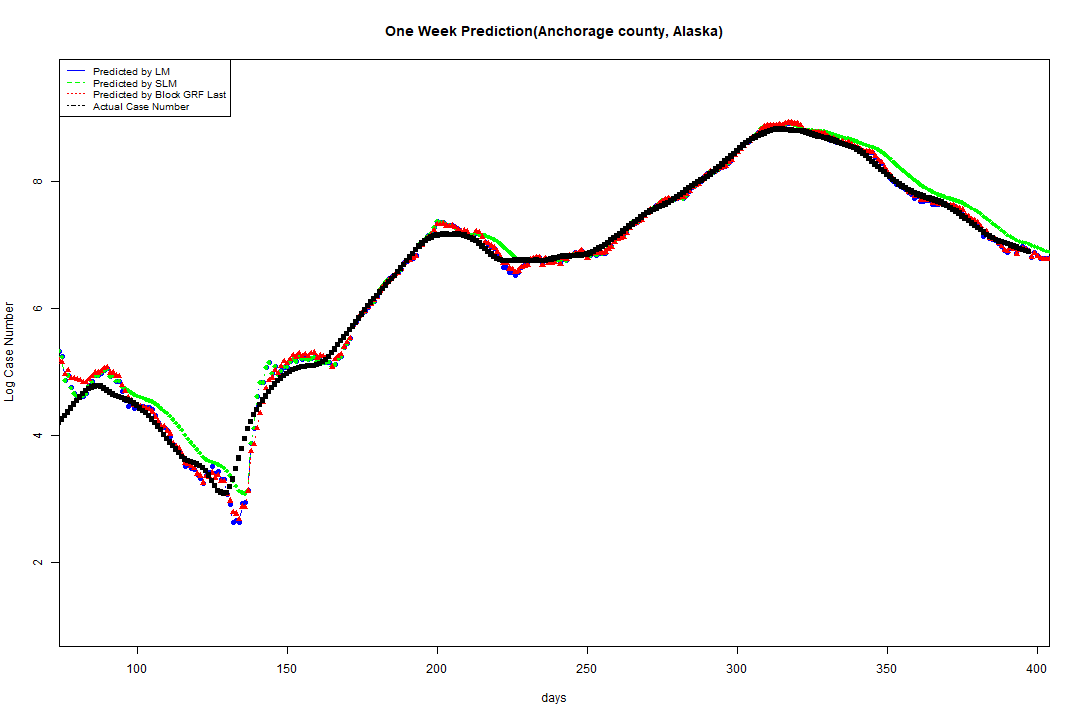 One Week Prediction(Anchorage county, Alaska)
Predicted by LM
Predicted by SLM
Predicted by Block GRF Last
Actual Case Number
8
6
4
2
Log Case Number
100 150 200 250 300 350 400
days